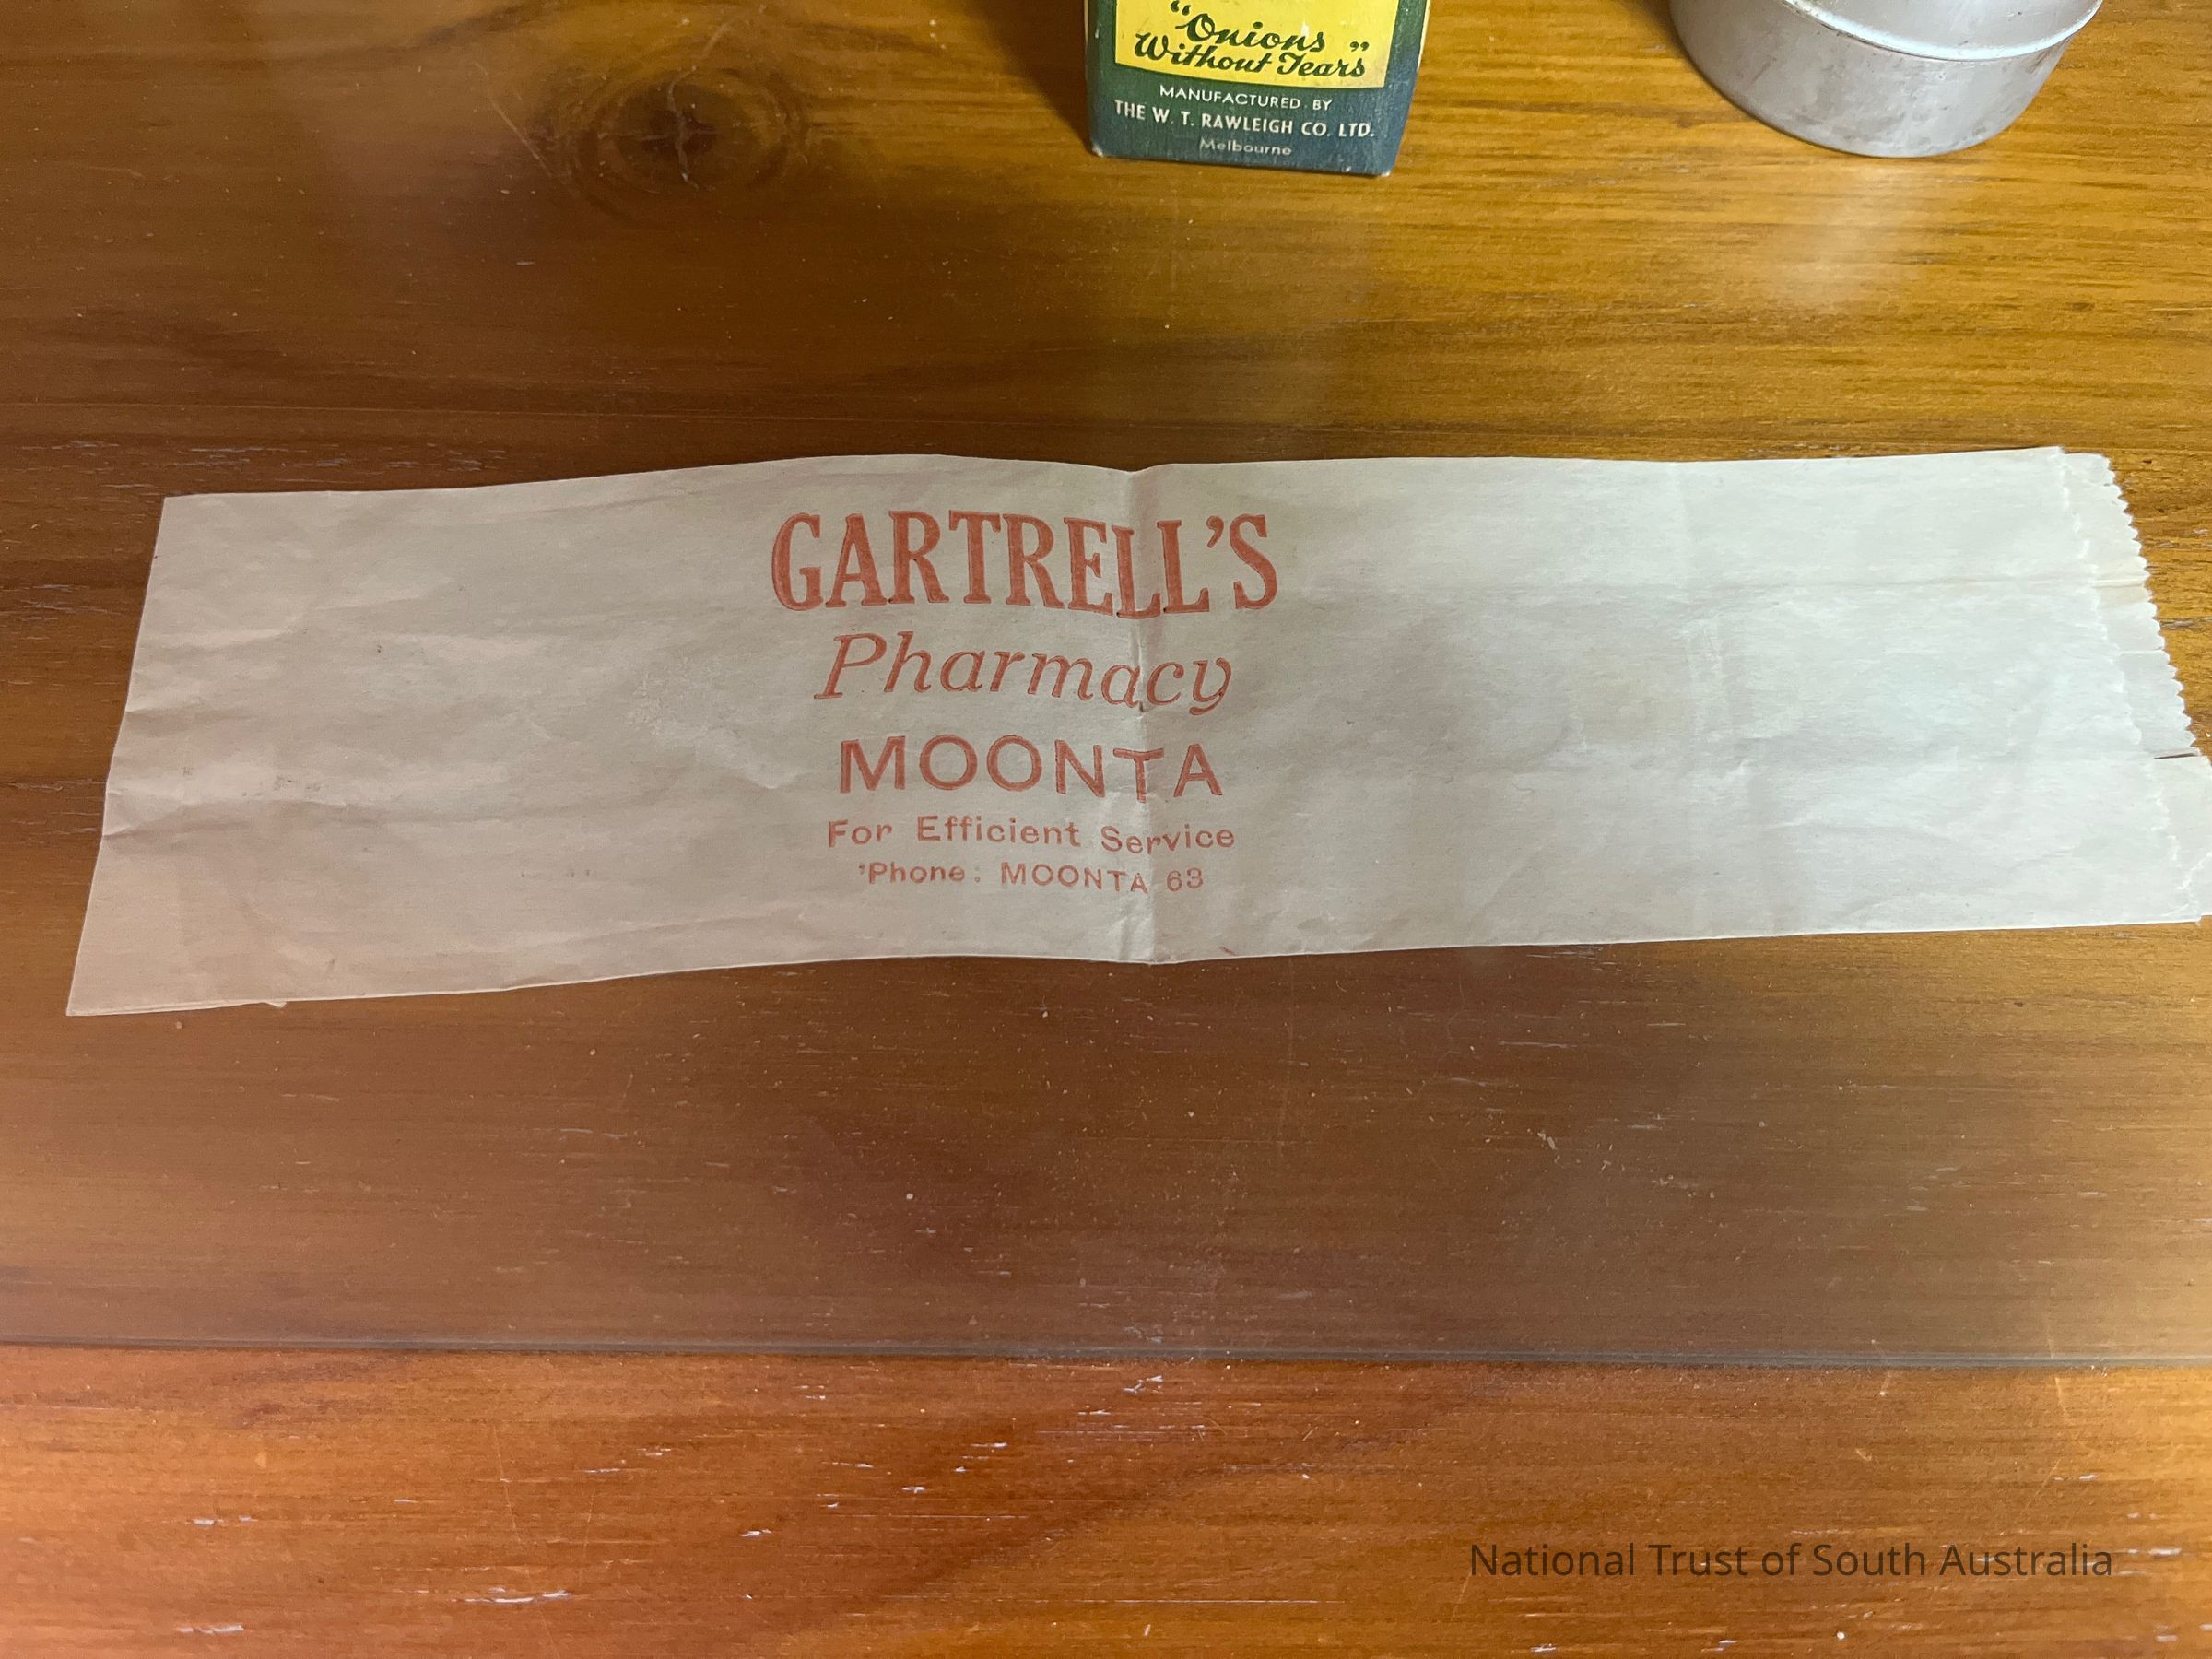 "Onions
Without Tears"
MANUFACTURED BY
THE W. T. RAWLEIGH CO. LTD.
Melbourne
GARTRELL'S
Pharmacy
MOONTA
For Efficient Service
'Phone: MOONTA 63
National Trust of South Australia